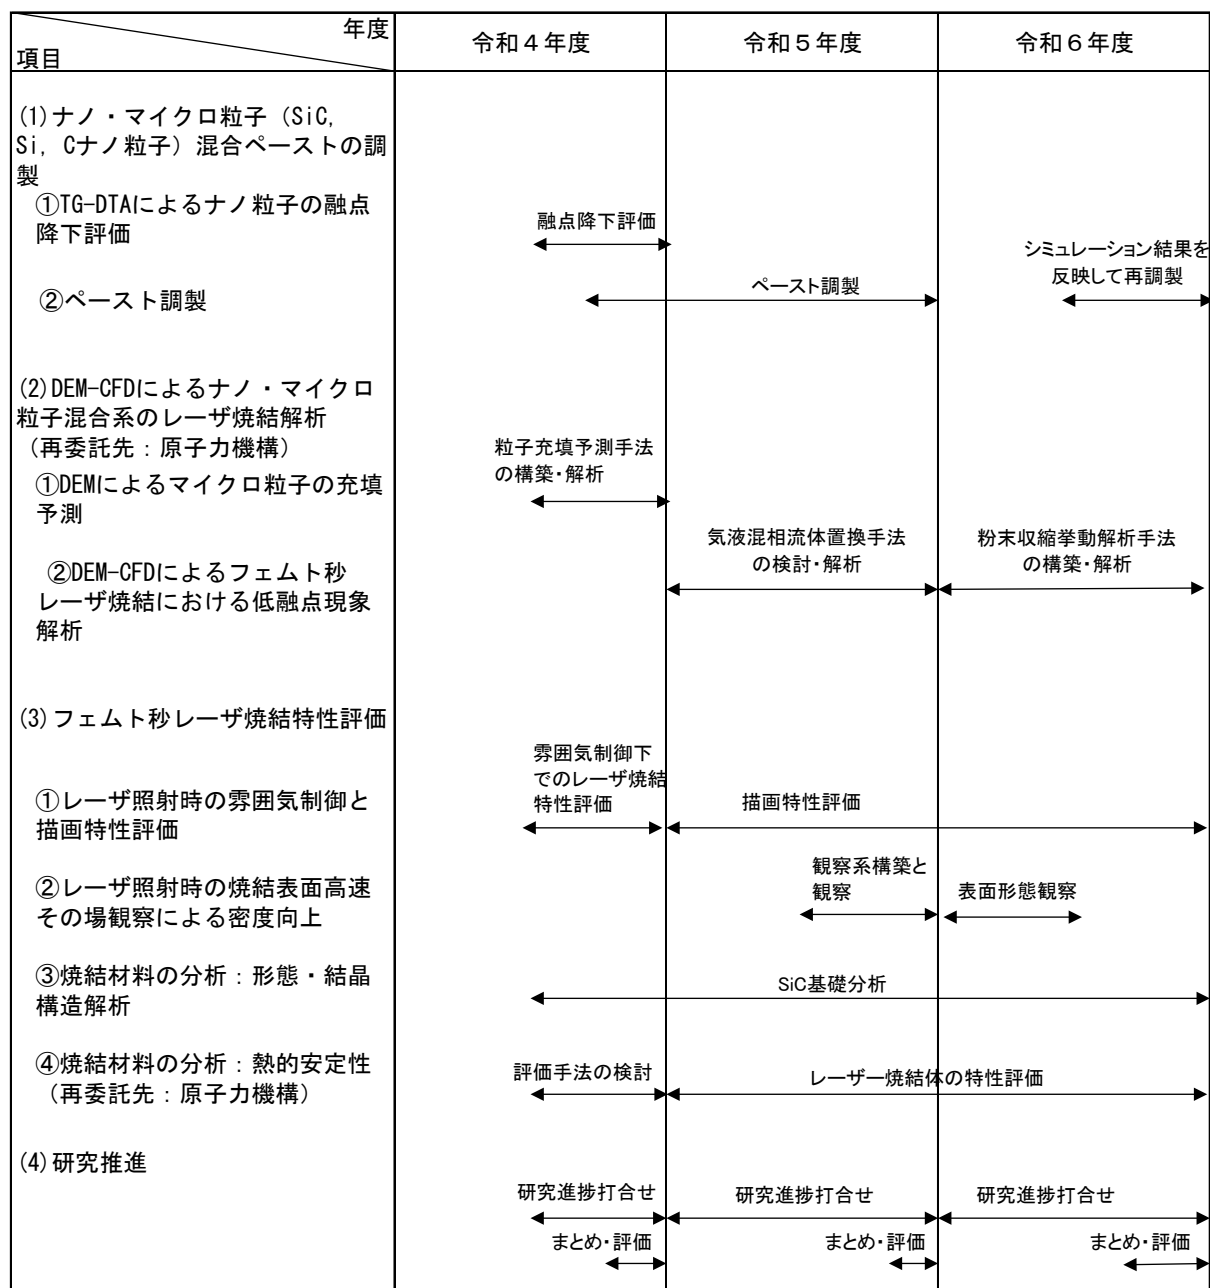 年度
項目
令和４年度
令和５年度
令和６年度
(1)ナノ・マイクロ粒子（SiC,
Si, Cナノ粒子）混合ペーストの調
製
①TG-DTAによるナノ粒子の融点
降下評価
融点降下評価
シミュレーション結果を
反映して再調製
②ペースト調製
ペースト調製
(2)DEM-CFDによるナノ・マイクロ
粒子混合系のレーザ焼結解析
（再委託先：原子力機構）
①DEMによるマイクロ粒子の充填
予測
粒子充填予測手法
の構築・解析
②DEM-CFDによるフェムト秒
レーザ焼結における低融点現象
解析
気液混相流体置換手法
の検討・解析
粉末収縮挙動解析手法
の構築・解析
(3)フェムト秒レーザ焼結特性評価
①レーザ照射時の雰囲気制御と
描画特性評価
雰囲気制御下
でのレーザ焼結
特性評価
描画特性評価
②レーザ照射時の焼結表面高速
その場観察による密度向上
観察系構築と
観察
表面形態観察
③焼結材料の分析：形態・結晶
構造解析
SiC基礎分析
④焼結材料の分析：熱的安定性
（再委託先：原子力機構）
評価手法の検討
レーザー焼結体の特性評価
(4)研究推進
研究進捗打合せ
研究進捗打合せ
研究進捗打合せ
まとめ・評価
まとめ・評価
まとめ・評価